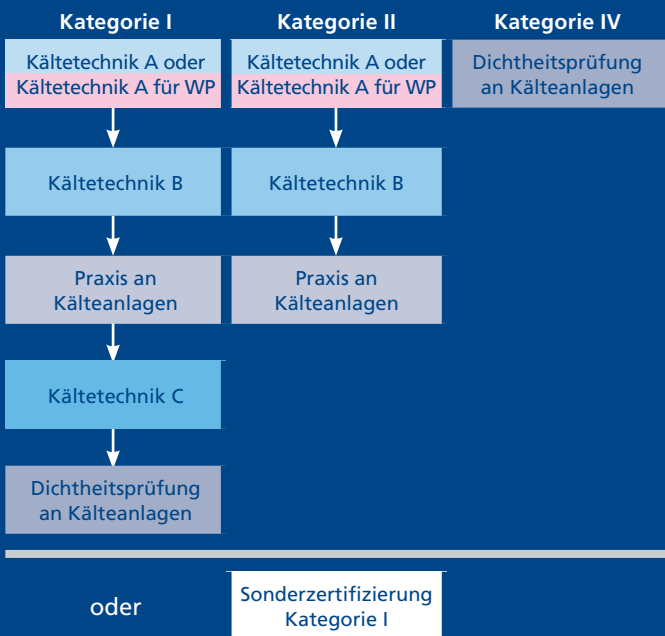 Kategorie I
Kategorie II
Kategorie IV
Kältetechnik A oder
Kältetechnik A für WP
Kältetechnik A oder
Kältetechnik A für WP
Dichtheitsprüfung
an Kälteanlagen
Kältetechnik B
Kältetechnik B
Praxis an
Kälteanlagen
Praxis an
Kälteanlagen
Kältetechnik C
Dichtheitsprüfung
an Kälteanlagen
oder
Sonderzertifizierung
Kategorie I